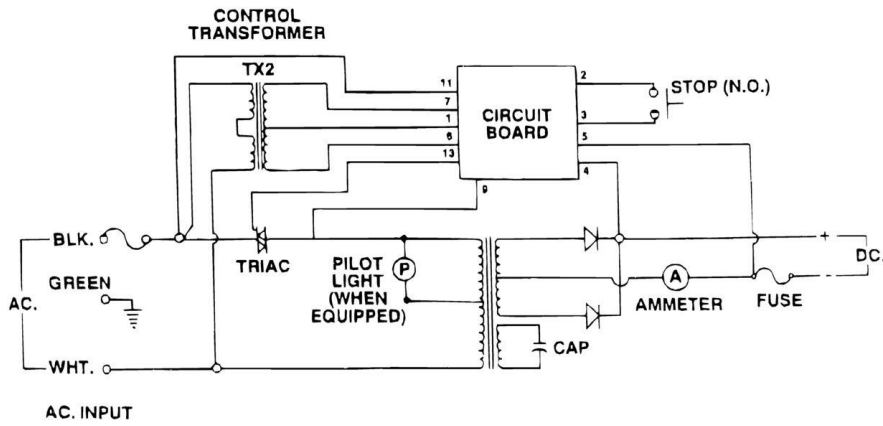 CONTROL
TRANSFORMER
TX2
11
7
1
6
13
9
2
3
5
4
CIRCUIT
BOARD
STOP (N.O.)
BLK.
TRIAC
PILOT
LIGHT
(WHEN
EQUIPPED)
P
A
AMMETER
FUSE
+
—
DC.
GREEN
AC.
CAP
WHT.
AC. INPUT